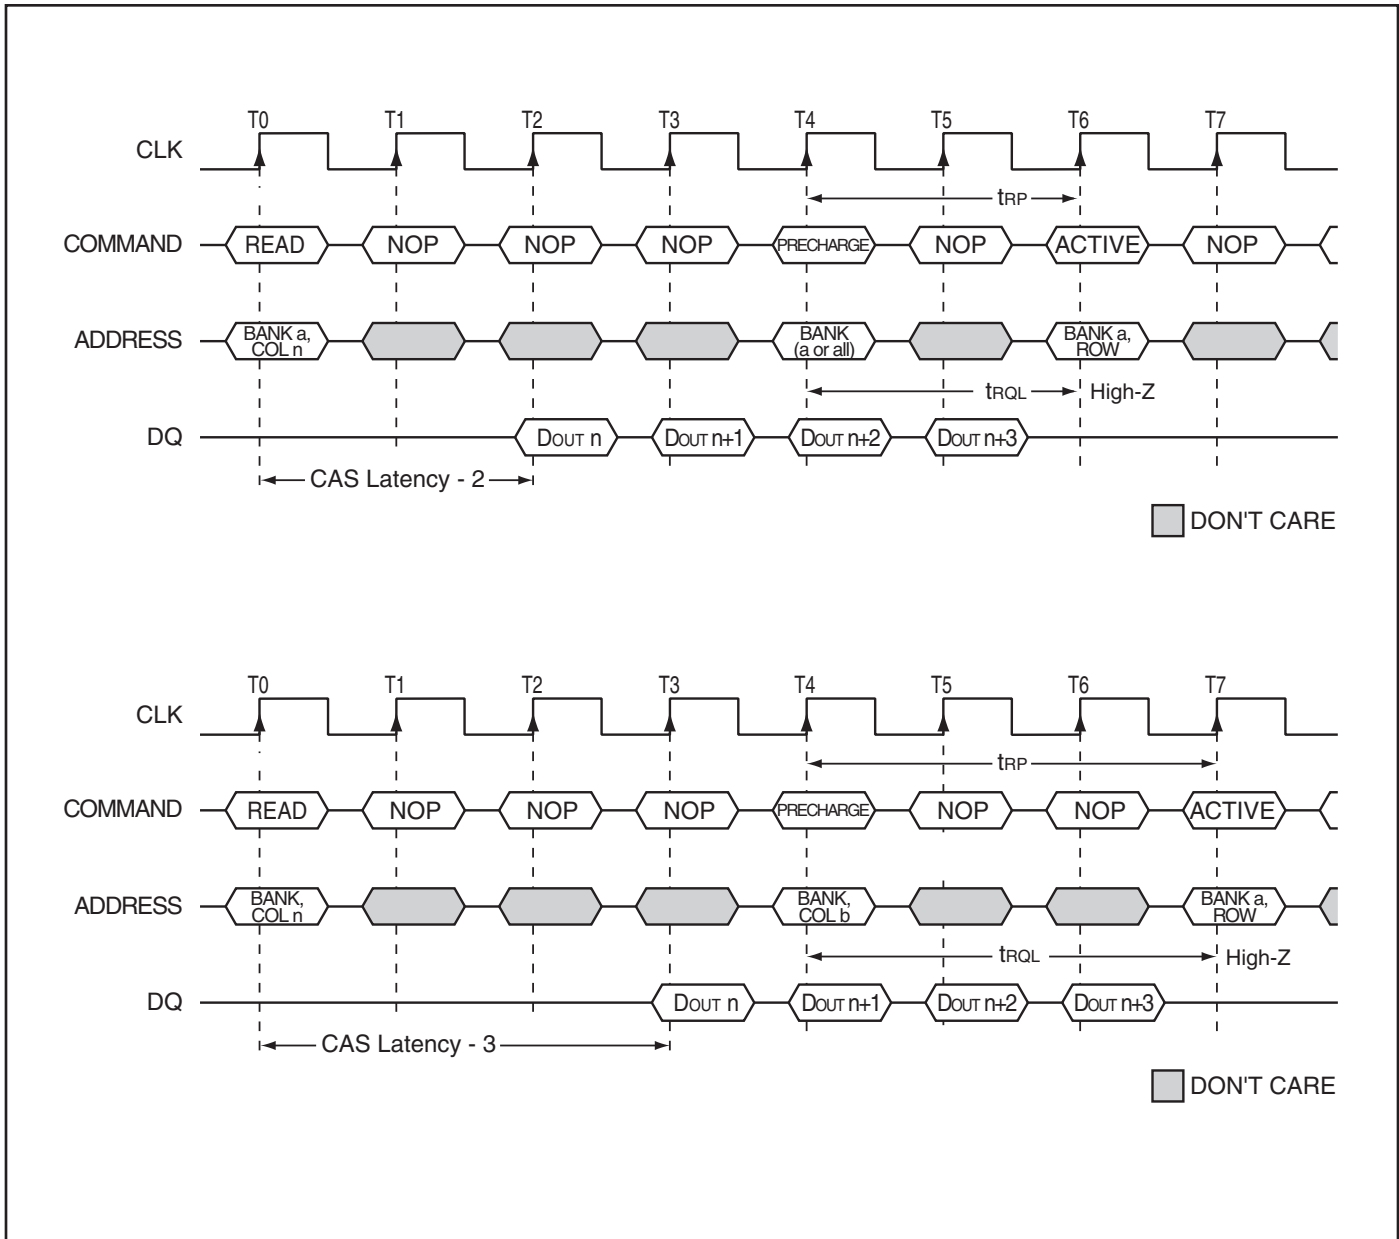 T0 T1 T2 T3 T4 T5 T6 T7
CLK
tRP
COMMAND READ NOP NOP NOP PRECHARGE NOP ACTIVE NOP
ADDRESS BANK a, BANK BANK a,
COL n (a or all) ROW
tRQL High-Z
DQ DOUT n DOUT n+1 DOUT n+2 DOUT n+3
CAS Latency - 2
DON'T CARE
T0 T1 T2 T3 T4 T5 T6 T7
CLK
tRP
COMMAND READ NOP NOP NOP PRECHARGE NOP NOP ACTIVE
ADDRESS BANK, BANK, BANK a,
COL n COL b ROW
tRQL High-Z
DQ DOUT n DOUT n+1 DOUT n+2 DOUT n+3
CAS Latency - 3
DON'T CARE